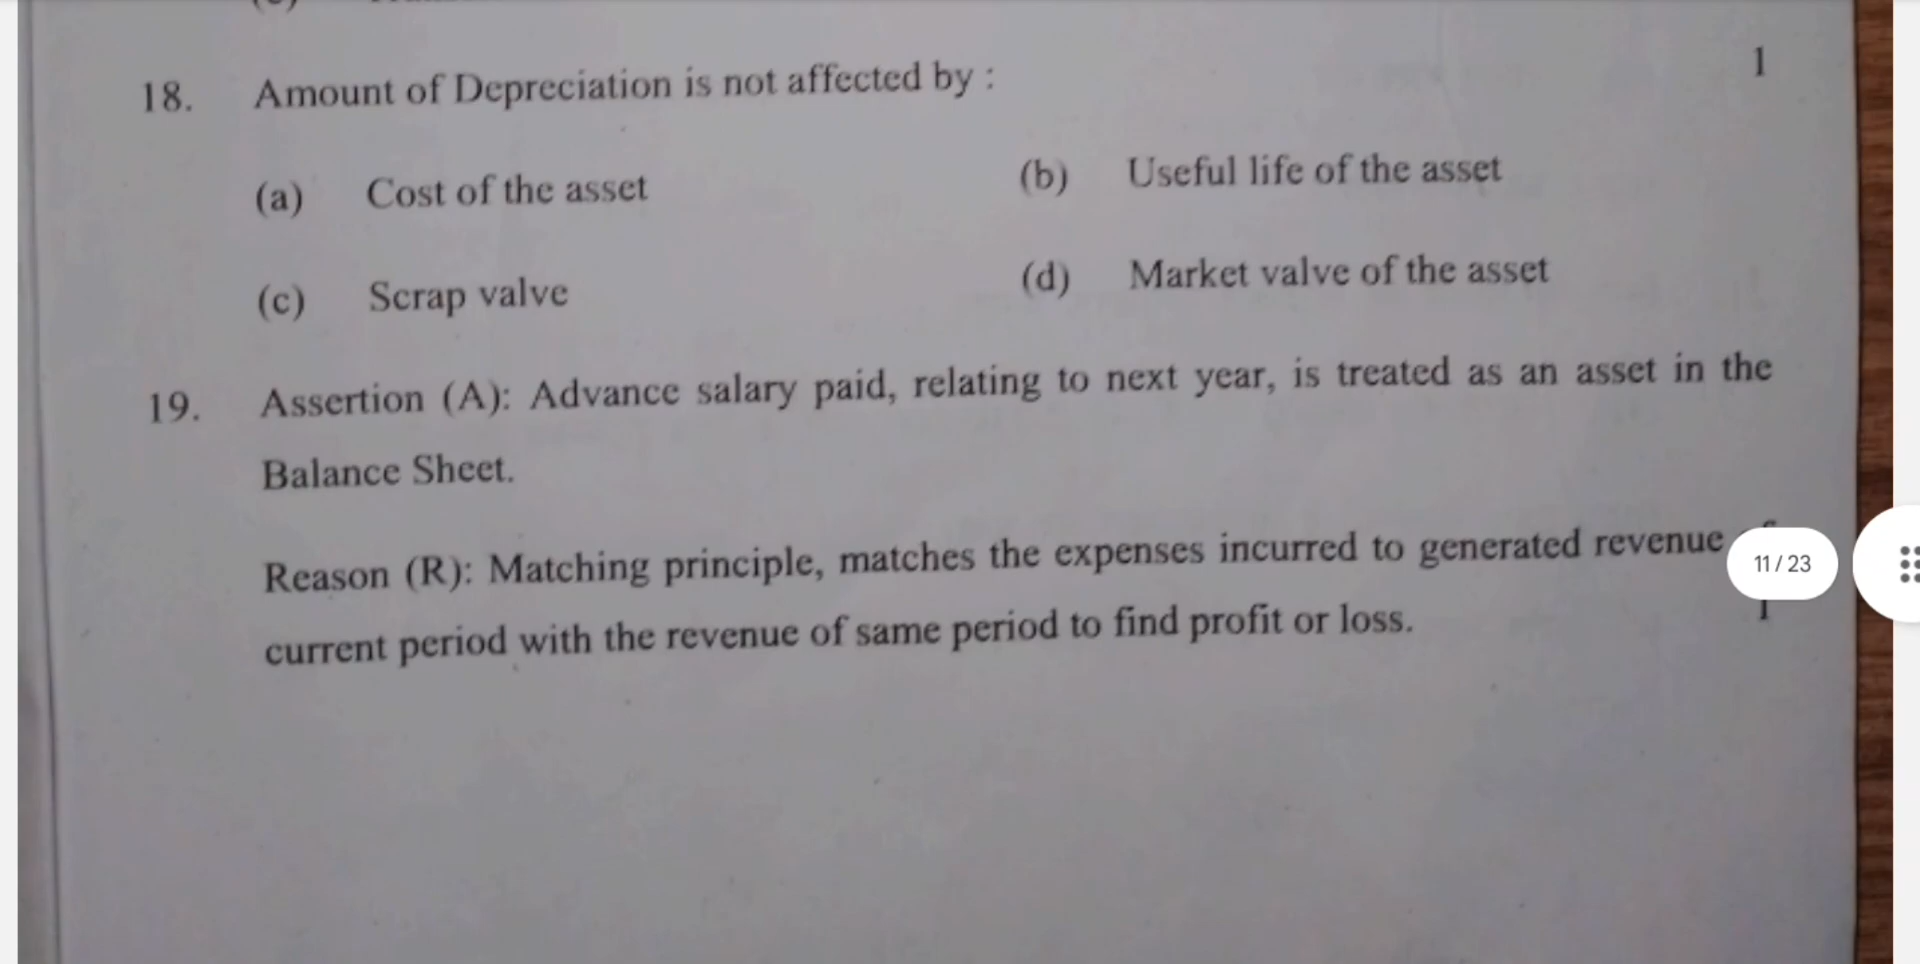 18. Amount of Depreciation is not affected by : 1
(a) Cost of the asset (b) Useful life of the asset
(c) Scrap valve (d) Market valve of the asset
19. Assertion (A): Advance salary paid, relating to next year, is treated as an asset in the
Balance Sheet.
Reason (R): Matching principle, matches the expenses incurred to generated revenue
11 / 23
current period with the revenue of same period to find profit or loss. 1